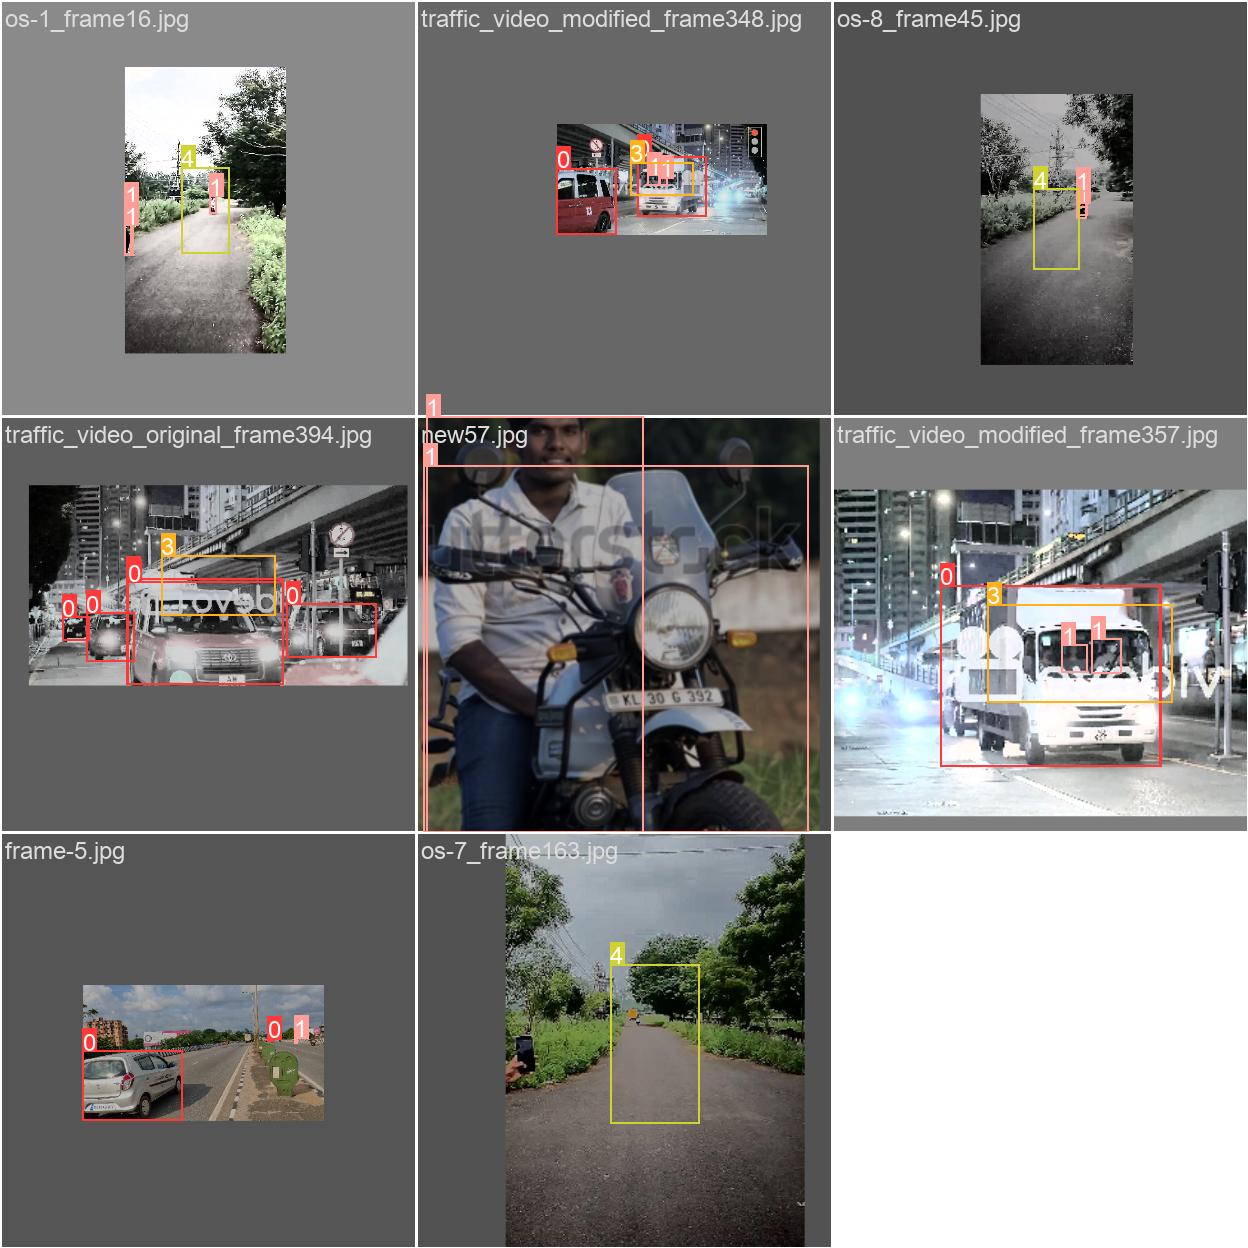 os-1_frame16.jpg
4
1
1
1
traffic_video_modified_frame348.jpg
0
3
1
1
os-8_frame45.jpg
4
1
traffic_video_original_frame394.jpg
3
0
0
0
0
new57.jpg
1
1
KL 30 G 392
traffic_video_modified_frame357.jpg
0
3
1
1
frame-5.jpg
0
0
1
os-7_frame163.jpg
4